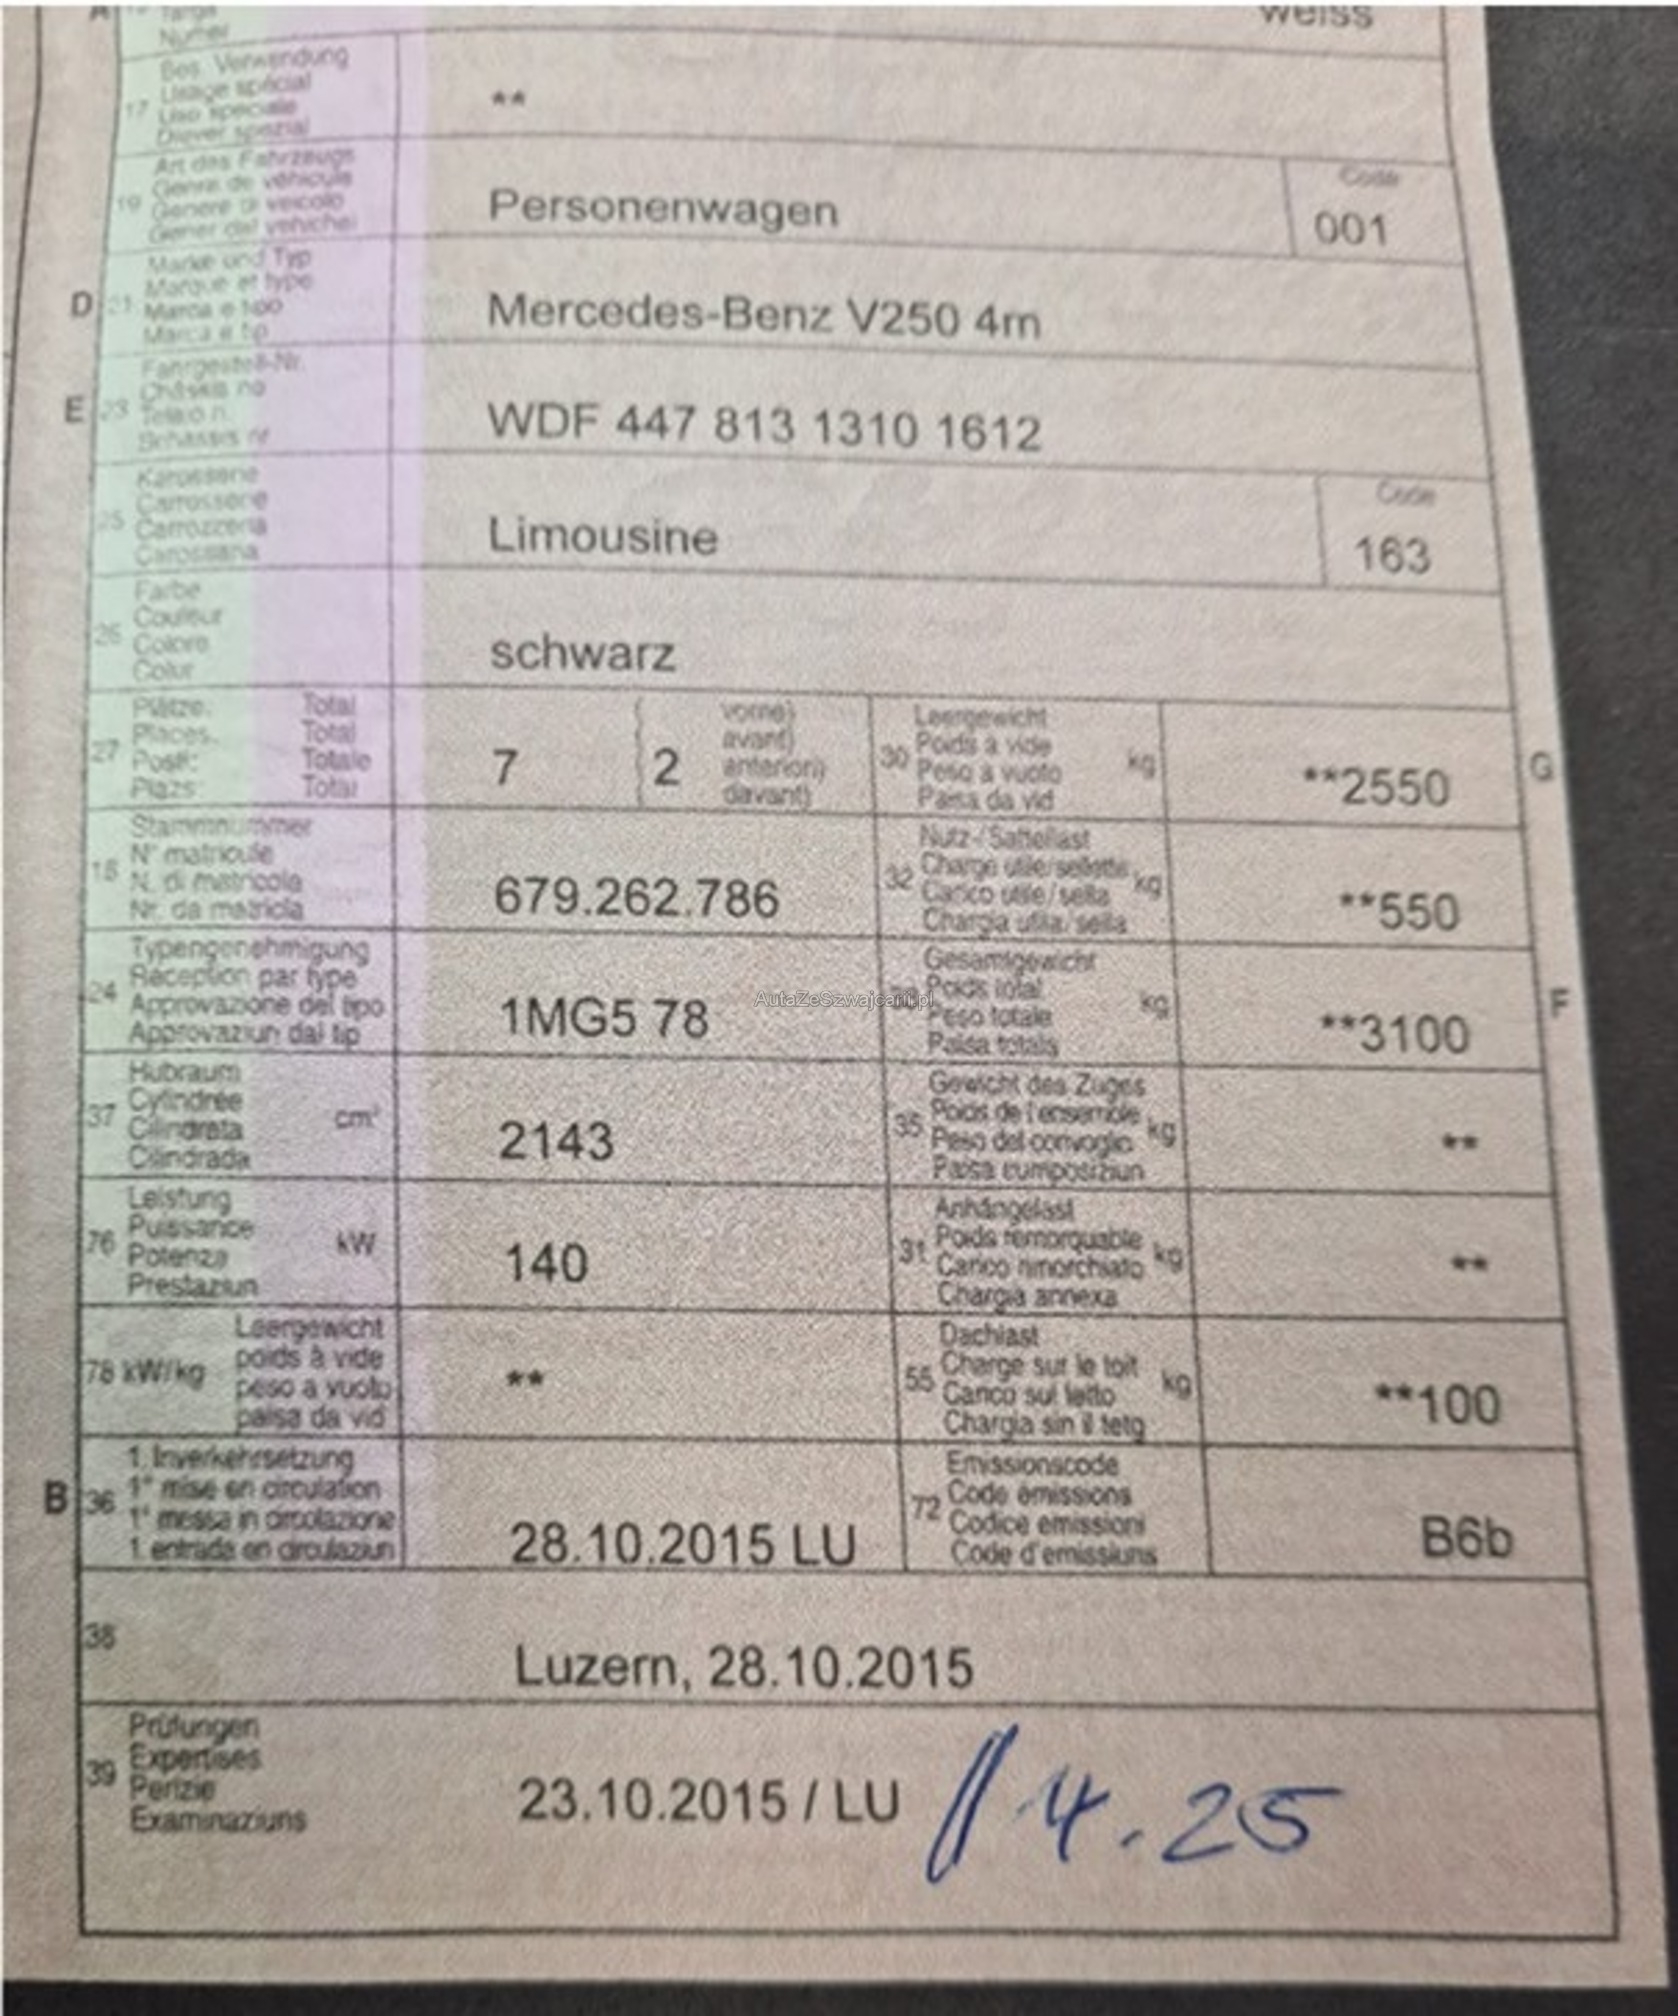 A
Targa
Numer
weiss
17
Bes. Verwendung
Usage spécial
Uso speciale
Diever spezial
**
19
Art des Fahrzeugs
Genre de véhicule
Genere di veicolo
Gener dal vehichel
Personenwagen
Code
001
D
21
Marke und Typ
Marque et type
Marca e tipo
Marca e tip
Mercedes-Benz V250 4m
E
23
Fahrgestell-Nr.
Châssis no
Telaio n.
Schassis nr
WDF 447 813 1310 1612
25
Karosserie
Carrosserie
Carrozzeria
Carossaria
Limousine
Code
163
26
Farbe
Couleur
Colore
Colur
schwarz
27
Plätze: Total
Places: Total
Posti: Totale
Plazs: Total
7
2
vorne)
avant)
anteriori)
davant)
30
Leergewicht
Poids à vide
Peso a vuoto
Paisa da vid
kg
**2550
G
18
Stammnummer
N° matricule
N. di matricola
Nr. da matricla
679.262.786
32
Nutz-/Sattellast
Charge utile/sellette
Carico utile/sella
Chargia utila/sella
kg
**550
24
Typengenehmigung
Réception par type
Approvazione del tipo
Approvaziun dal tip
1MG5 78
AutaZeSzwajcarii.pl
Gesamtgewicht
Poids total
Peso totale
Paisa totala
kg
**3100
F
37
Hubraum
Cylindrée
Cilindrata
Cilindrada
cm³
2143
35
Gewicht des Zuges
Poids de l'ensemble
Peso del convoglio
Paisa cumposiziun
kg
**
76
Leistung
Puissance
Potenza
Prestaziun
kW
140
31
Anhängelast
Poids remorquable
Carico rimorchiato
Chargia annexa
kg
**
78 kW/kg
Leergewicht
poids à vide
peso a vuoto
paisa da vid
**
55
Dachlast
Charge sur le toit
Carico sul tetto
Chargia sin il tetg
kg
**100
B
36
1. Inverkehrsetzung
1re mise en circulation
1a messa in circolazione
1. entrada en circulaziun
28.10.2015 LU
72
Emissionscode
Code émissions
Codice emissioni
Code d'emissiuns
B6b
38
Luzern, 28.10.2015
39
Prüfungen
Expertises
Perizie
Examinaziuns
23.10.2015 / LU
4.25